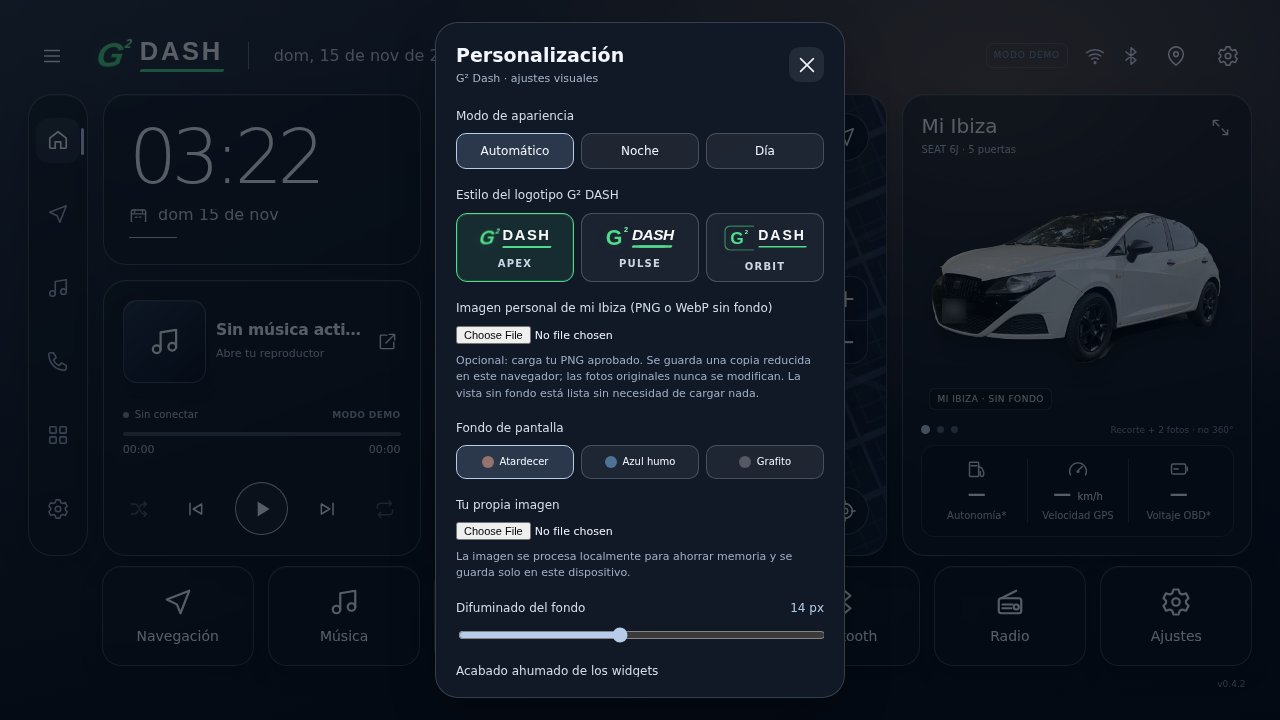 G² DASH
dom, 15 de nov de 2
MODO DEMO
03:22
dom 15 de nov
Sin música acti...
Abre tu reproductor
Sin conectar
MODO DEMO
00:00
00:00
Personalización
G² Dash · ajustes visuales
Modo de apariencia
Automático
Noche
Día
Estilo del logotipo G² DASH
G² DASH
APEX
G² DASH
PULSE
G² DASH
ORBIT
Imagen personal de mi Ibiza (PNG o WebP sin fondo)
Choose File No file chosen
Opcional: carga tu PNG aprobado. Se guarda una copia reducida
en este navegador; las fotos originales nunca se modifican. La
vista sin fondo está lista sin necesidad de cargar nada.
Fondo de pantalla
Atardecer
Azul humo
Grafito
Tu propia imagen
Choose File No file chosen
La imagen se procesa localmente para ahorrar memoria y se
guarda solo en este dispositivo.
Difuminado del fondo
14 px
Acabado ahumado de los widgets
Mi Ibiza
SEAT 6J · 5 puertas
MI IBIZA · SIN FONDO
Recorte + 2 fotos · no 360°
— — km/h —
Autonomía*
Velocidad GPS
Voltaje OBD*
Navegación
Música
ooth
Radio
Ajustes
v0.4.2